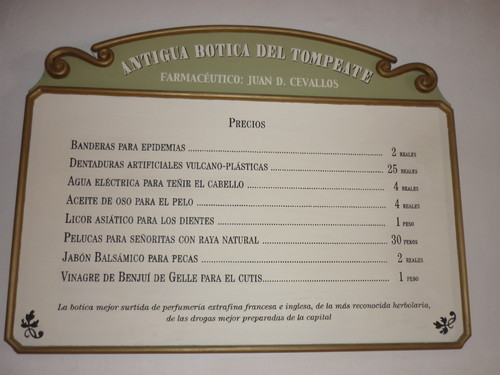 ANTIGUA BOTICA DEL TOMPEATE
FARMACÉUTICO: JUAN D. CEVALLOS
PRECIOS
BANDERAS PARA EPIDEMIAS 2 REALES
DENTADURAS ARTIFICIALES VULCANO-PLÁSTICAS 25 REALES
AGUA ELÉCTRICA PARA TEÑIR EL CABELLO 4 REALES
ACEITE DE OSO PARA EL PELO 4 REALES
LICOR ASIÁTICO PARA LOS DIENTES 1 PESO
PELUCAS PARA SEÑORITAS CON RAYA NATURAL 30 PESOS
JABÓN BALSÁMICO PARA PECAS 2 REALES
VINAGRE DE BENJUÍ DE GELLE PARA EL CUTIS 1 PESO
La botica mejor surtida de perfumería extrafina francesa e inglesa, de la más reconocida herbolaria,
de las drogas mejor preparadas de la capital